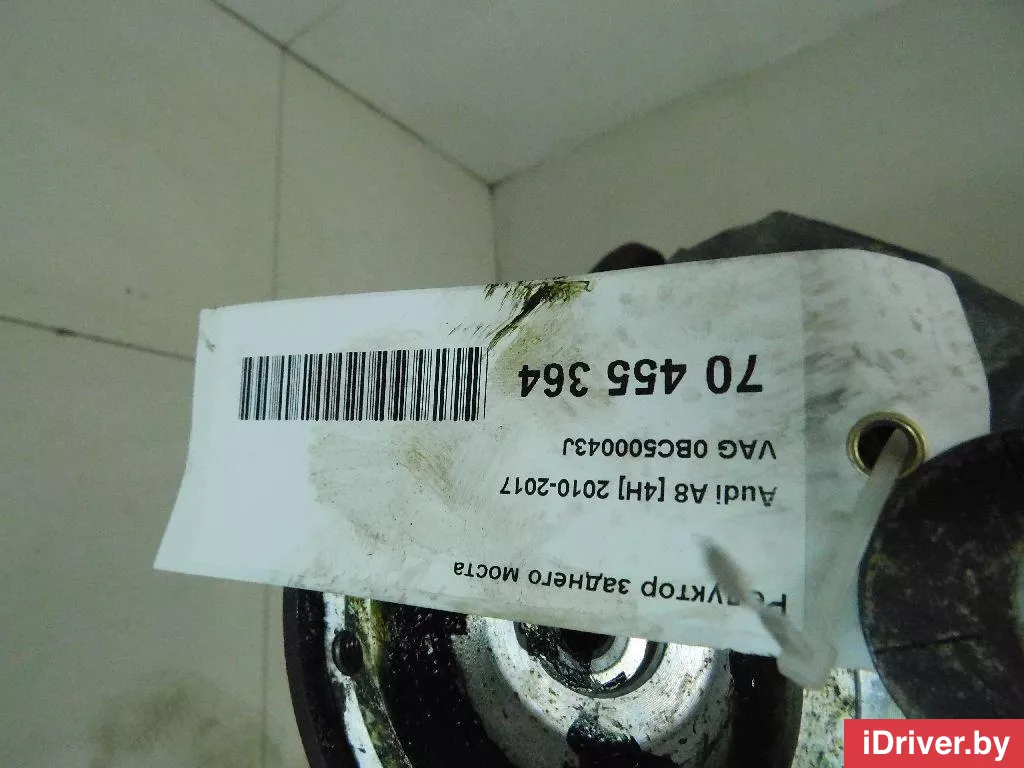 Редуктор заднего моста
Audi A8 [4H] 2010-2017
VAG 0BC500043J
70 455 364
iDriver.by